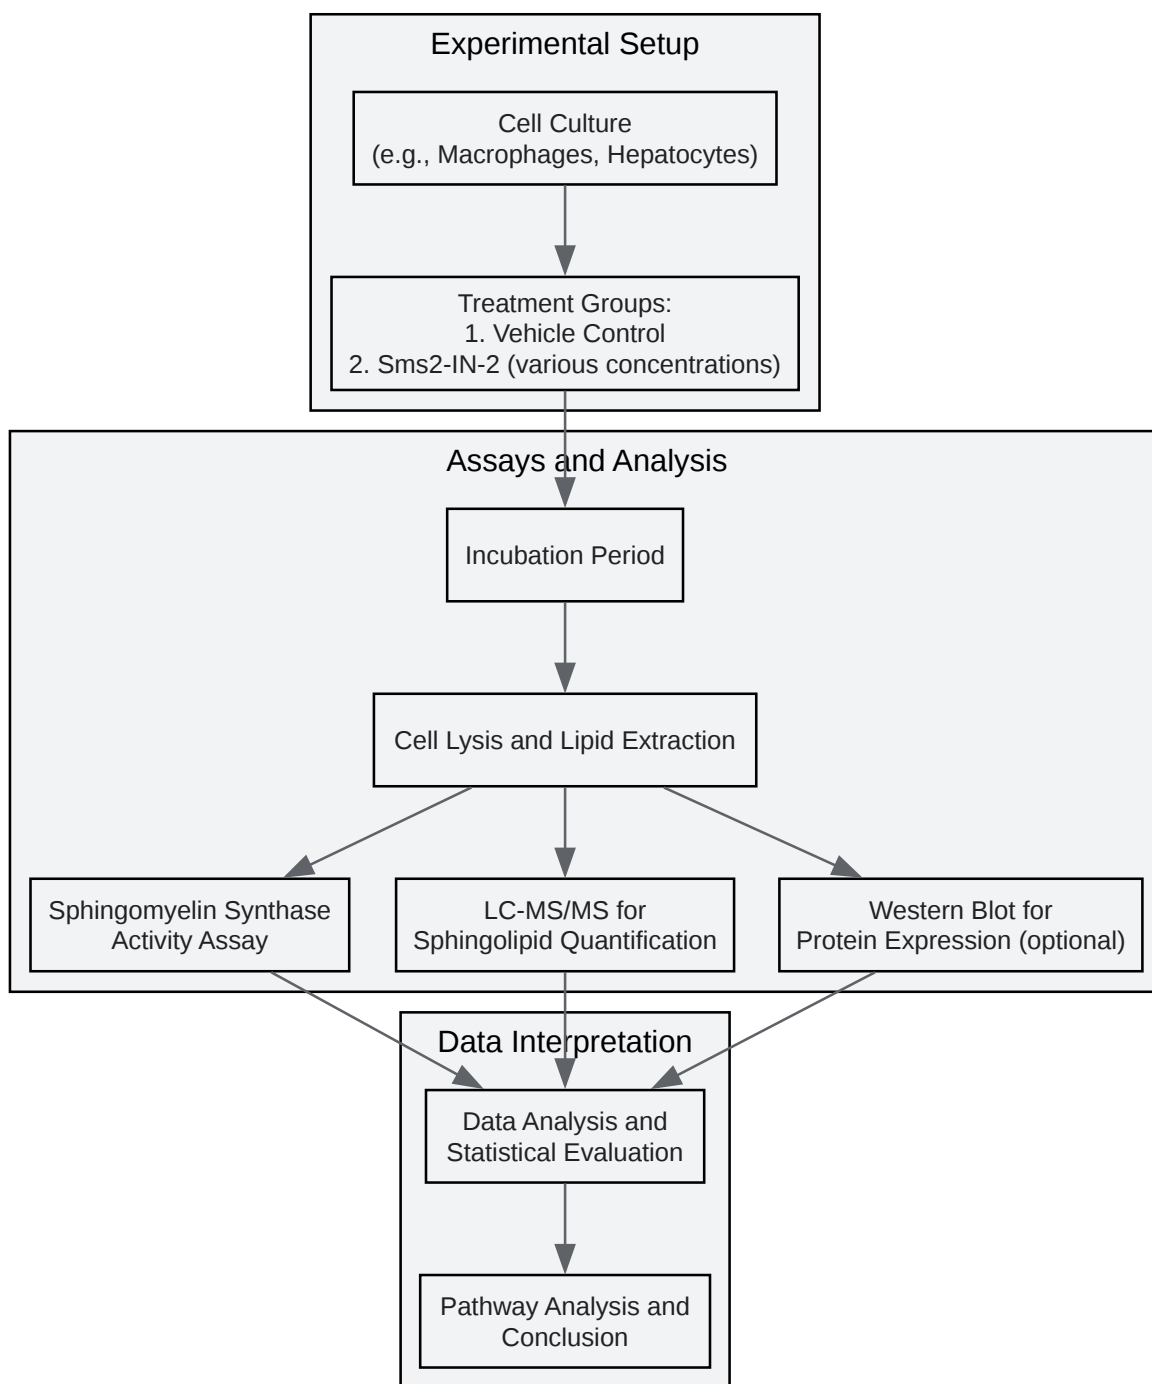 Experimental Setup
Cell Culture
(e.g., Macrophages, Hepatocytes)
Treatment Groups:
1. Vehicle Control
2. Sms2-IN-2 (various concentrations)
Assays and Analysis
Incubation Period
Cell Lysis and Lipid Extraction
Sphingomyelin Synthase
Activity Assay
LC-MS/MS for
Sphingolipid Quantification
Western Blot for
Protein Expression (optional)
Data Interpretation
Data Analysis and
Statistical Evaluation
Pathway Analysis and
Conclusion